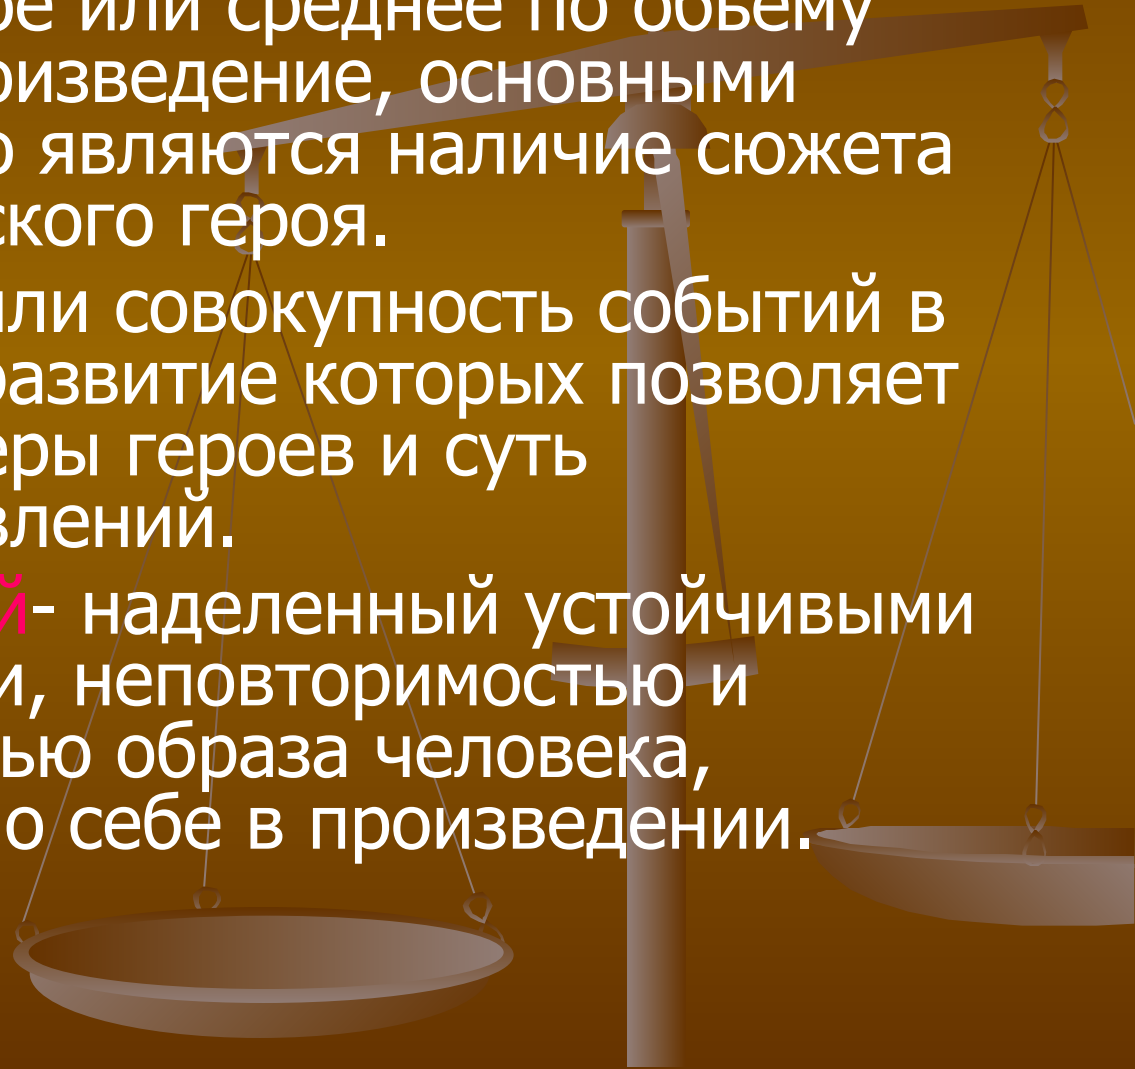 ое или среднее по объему
оизведение, основными
о являются наличие сюжета
ского героя.
или совокупность событий в
развитие которых позволяет
еры героев и суть
влений.
й- наделенный устойчивыми
и, неповторимостью и
ью образа человека,
о себе в произведении.